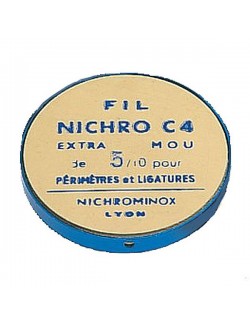 FIL
NICHRO C4
EXTRA MOU
de 5/10 pour
PÉRIMÈTRES et LIGATURES
NICHROMINOX
LYON